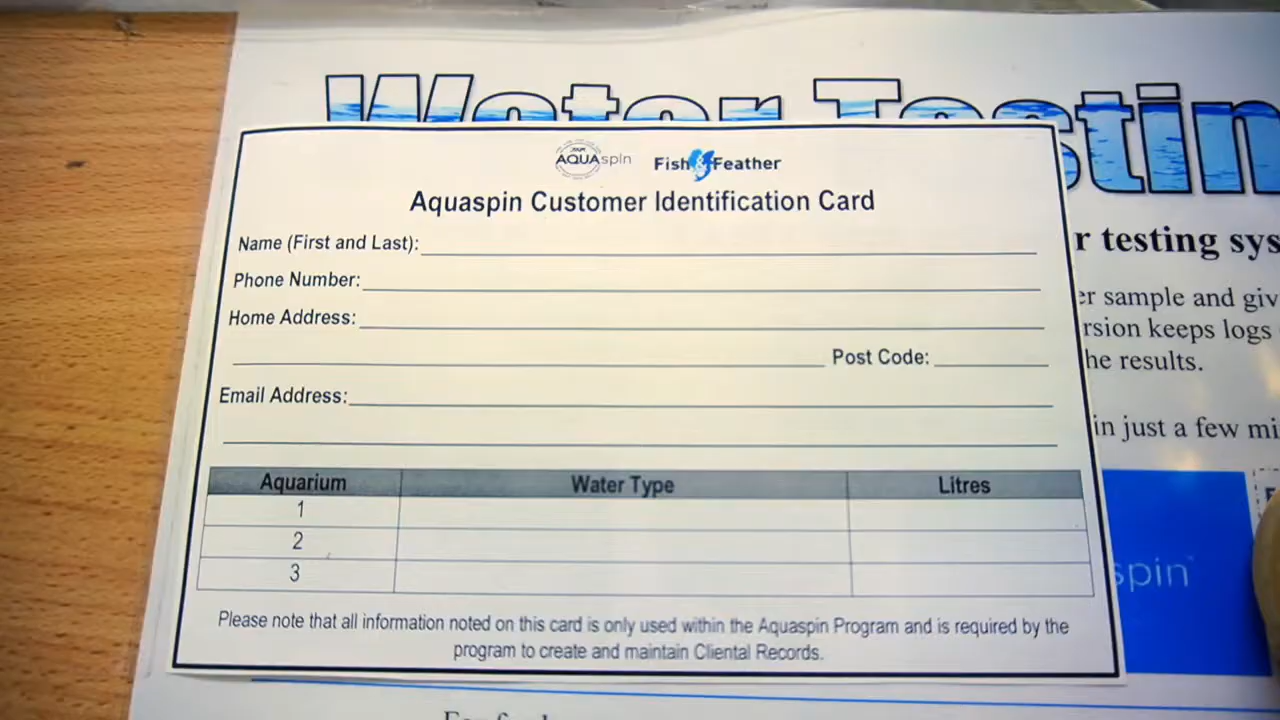 Water Testin
AQUAspin Fish & Feather
Aquaspin Customer Identification Card
Name (First and Last):
Phone Number:
Home Address:
Post Code:
Email Address:
Aquarium Water Type Litres
1
2
3
Please note that all information noted on this card is only used within the Aquaspin Program and is required by the
program to create and maintain Cliental Records.
r testing sys
er sample and giv
rsion keeps logs
he results.
in just a few mi
spin